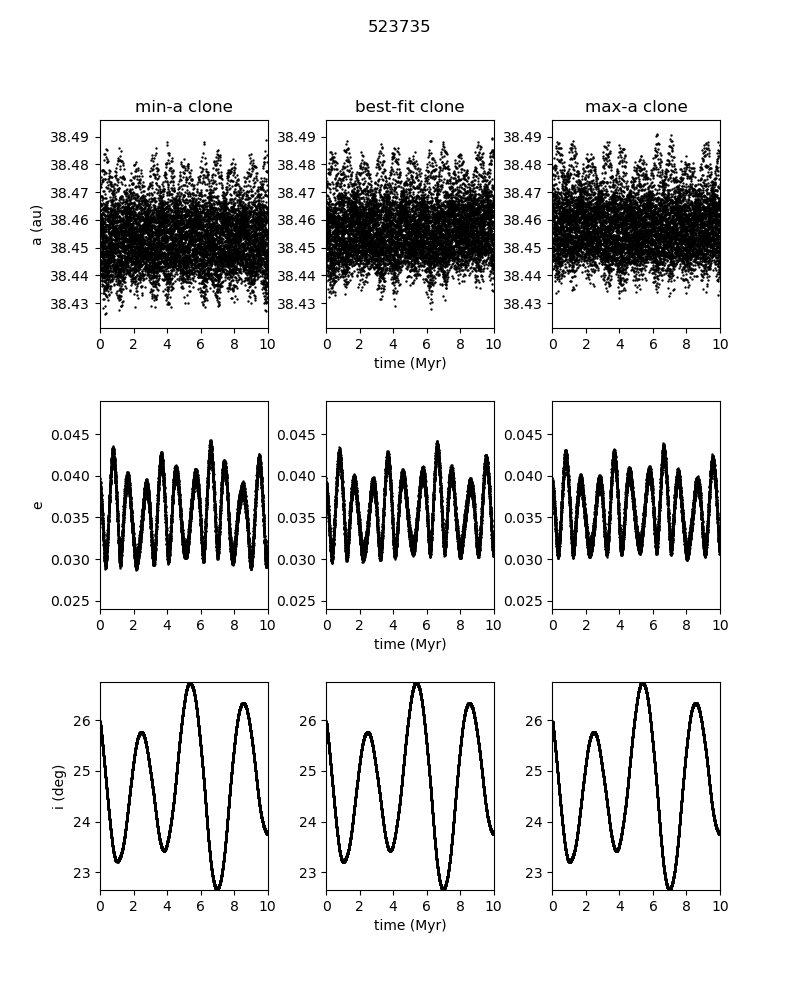 523735
min-a clone best-fit clone max-a clone
38.49 38.49 38.49
38.48 38.48 38.48
38.47 38.47 38.47
38.46 38.46 38.46
38.45 38.45 38.45
38.44 38.44 38.44
38.43 38.43 38.43
a (au)
0 2 4 6 8 10 0 2 4 6 8 10 0 2 4 6 8 10
time (Myr)
0.045 0.045 0.045
0.040 0.040 0.040
0.035 0.035 0.035
0.030 0.030 0.030
0.025 0.025 0.025
e
0 2 4 6 8 10 0 2 4 6 8 10 0 2 4 6 8 10
time (Myr)
26 26 26
25 25 25
24 24 24
23 23 23
i (deg)
0 2 4 6 8 10 0 2 4 6 8 10 0 2 4 6 8 10
time (Myr)